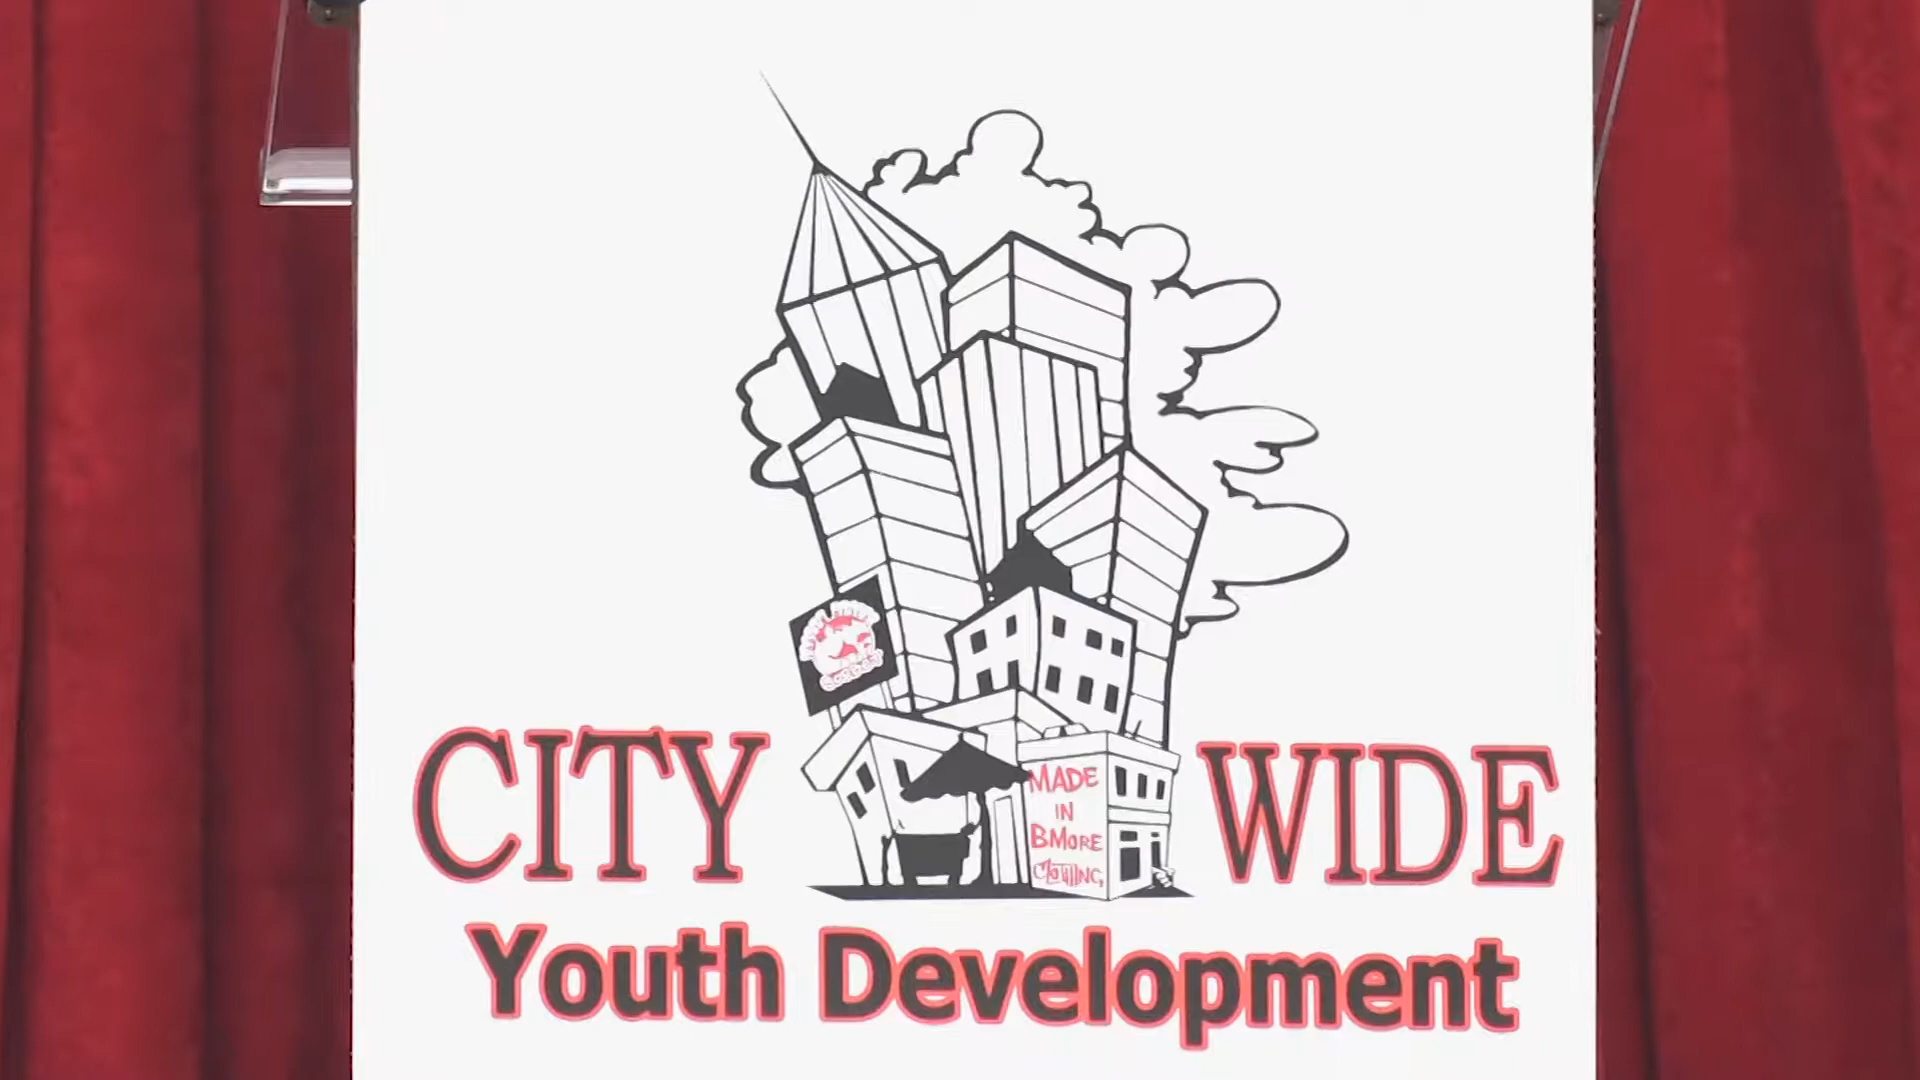 CITY WIDE
MADE
IN
BMORE
CLOTHING
Youth Development